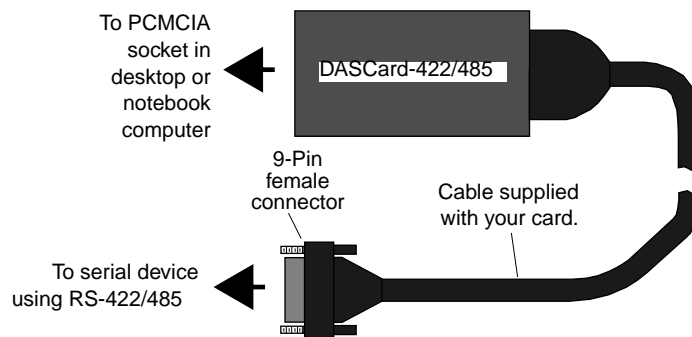 To PCMCIA
socket in
desktop or
notebook
computer
DASCard-422/485
9-Pin
female
connector
Cable supplied
with your card.
To serial device
using RS-422/485